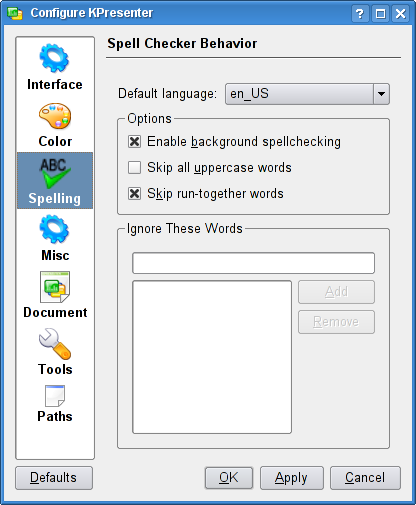 Configure KPresenter
Interface
Color
ABC
Spelling
Misc
Document
Tools
Paths
Spell Checker Behavior
Default language: en_US
Options
Enable background spellchecking
Skip all uppercase words
Skip run-together words
Ignore These Words
Add
Remove
Defaults
OK
Apply
Cancel